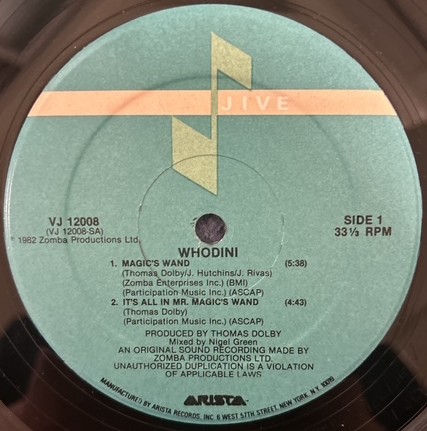 JIVE
VJ 12008
(VJ 12008-SA)
℗ 1982 Zomba Productions Ltd.
SIDE 1
33⅓ RPM
WHODINI
1. MAGIC'S WAND (5:38)
(Thomas Dolby/J. Hutchins/J. Rivas)
(Zomba Enterprises Inc.) (BMI)
(Participation Music Inc.) (ASCAP)
2. IT'S ALL IN MR. MAGIC'S WAND (4:43)
(Thomas Dolby)
(Participation Music Inc.) (ASCAP)
PRODUCED BY THOMAS DOLBY
Mixed by Nigel Green
AN ORIGINAL SOUND RECORDING MADE BY
ZOMBA PRODUCTIONS LTD.
UNAUTHORIZED DUPLICATION IS A VIOLATION
OF APPLICABLE LAWS
ARISTA
MANUFACTURED BY ARISTA RECORDS, INC. 6 WEST 57TH STREET, NEW YORK, N.Y. 10019